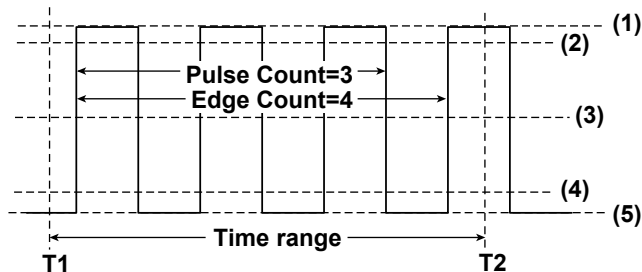 (1)
(2)
Pulse Count=3
Edge Count=4
(3)
(4)
(5)
Time range
T1
T2